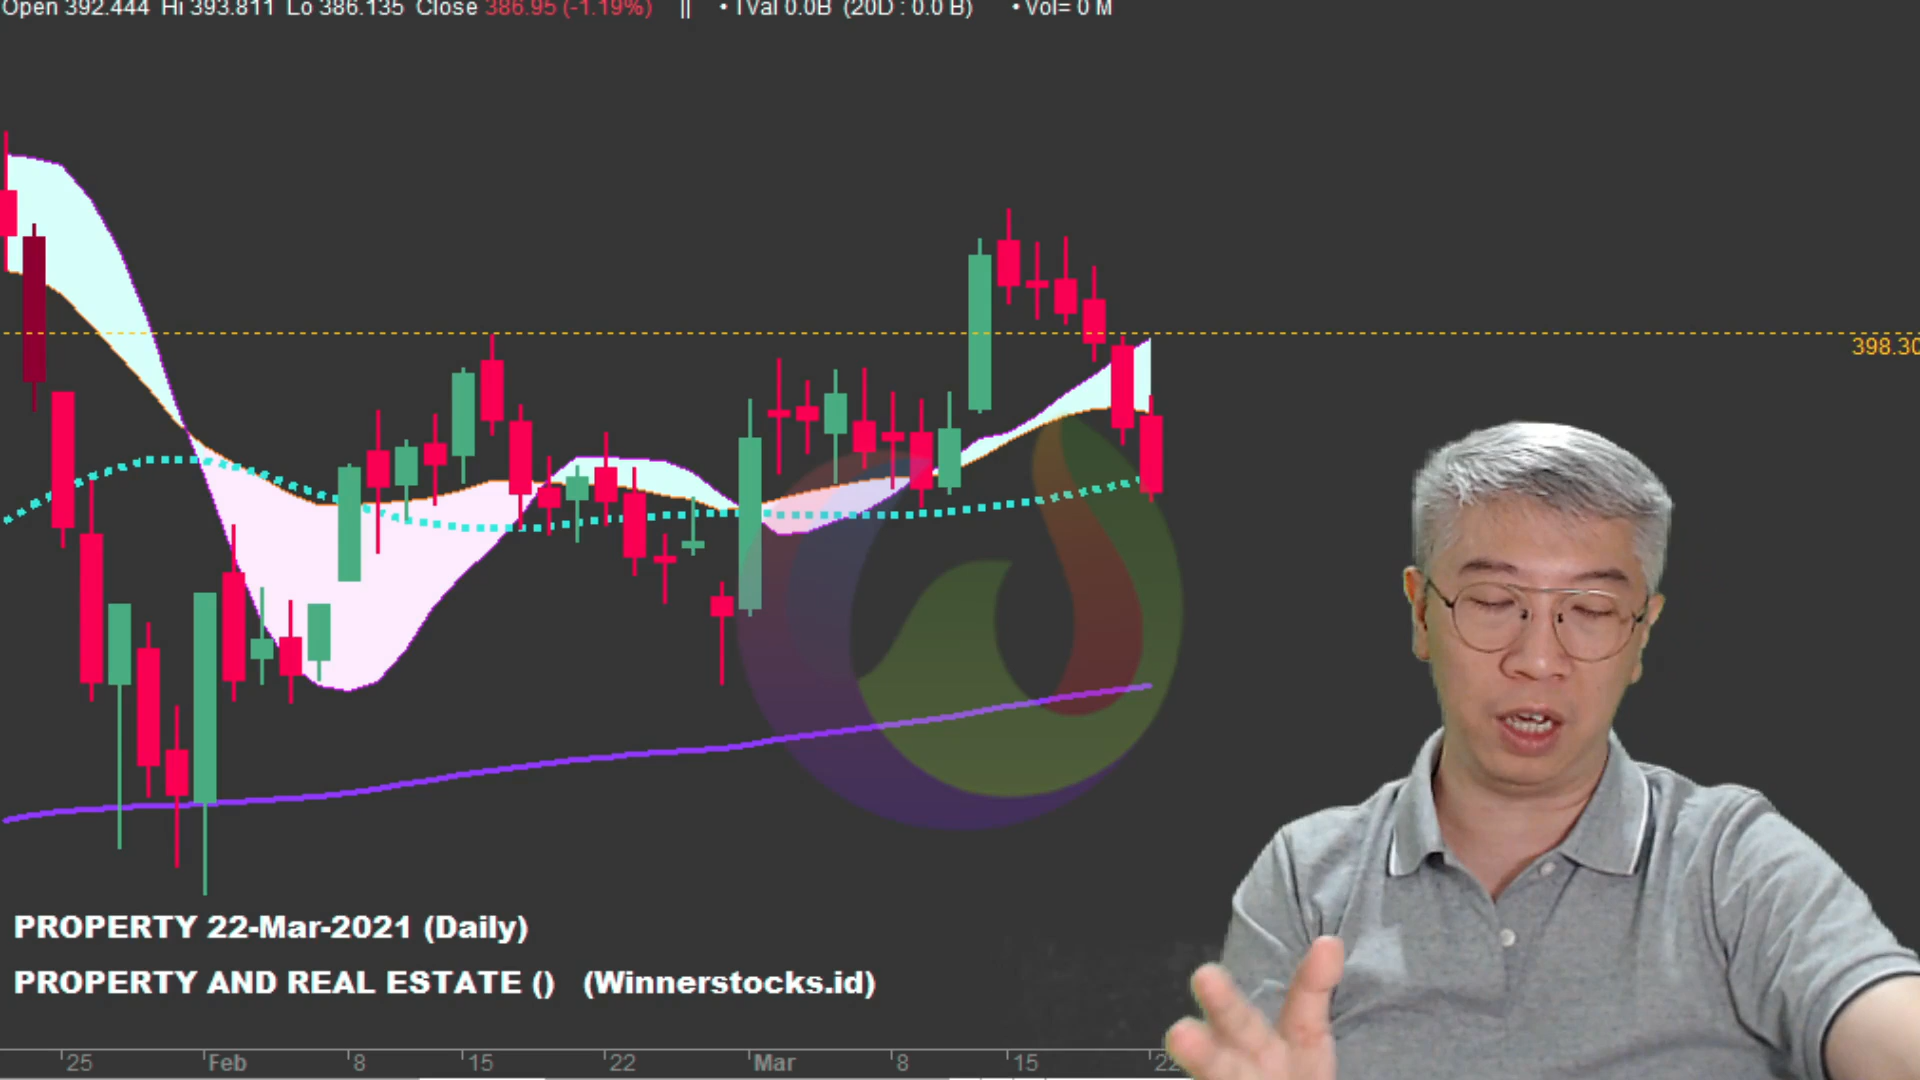 Open 392.444 Hi 393.811 Lo 386.135 Close 386.95 (-1.19%) || • TVal 0.0B (20D : 0.0 B) • Vol= 0 M
398.30
PROPERTY 22-Mar-2021 (Daily)
PROPERTY AND REAL ESTATE () (Winnerstocks.id)
25 Feb 8 15 22 Mar 8 15 22